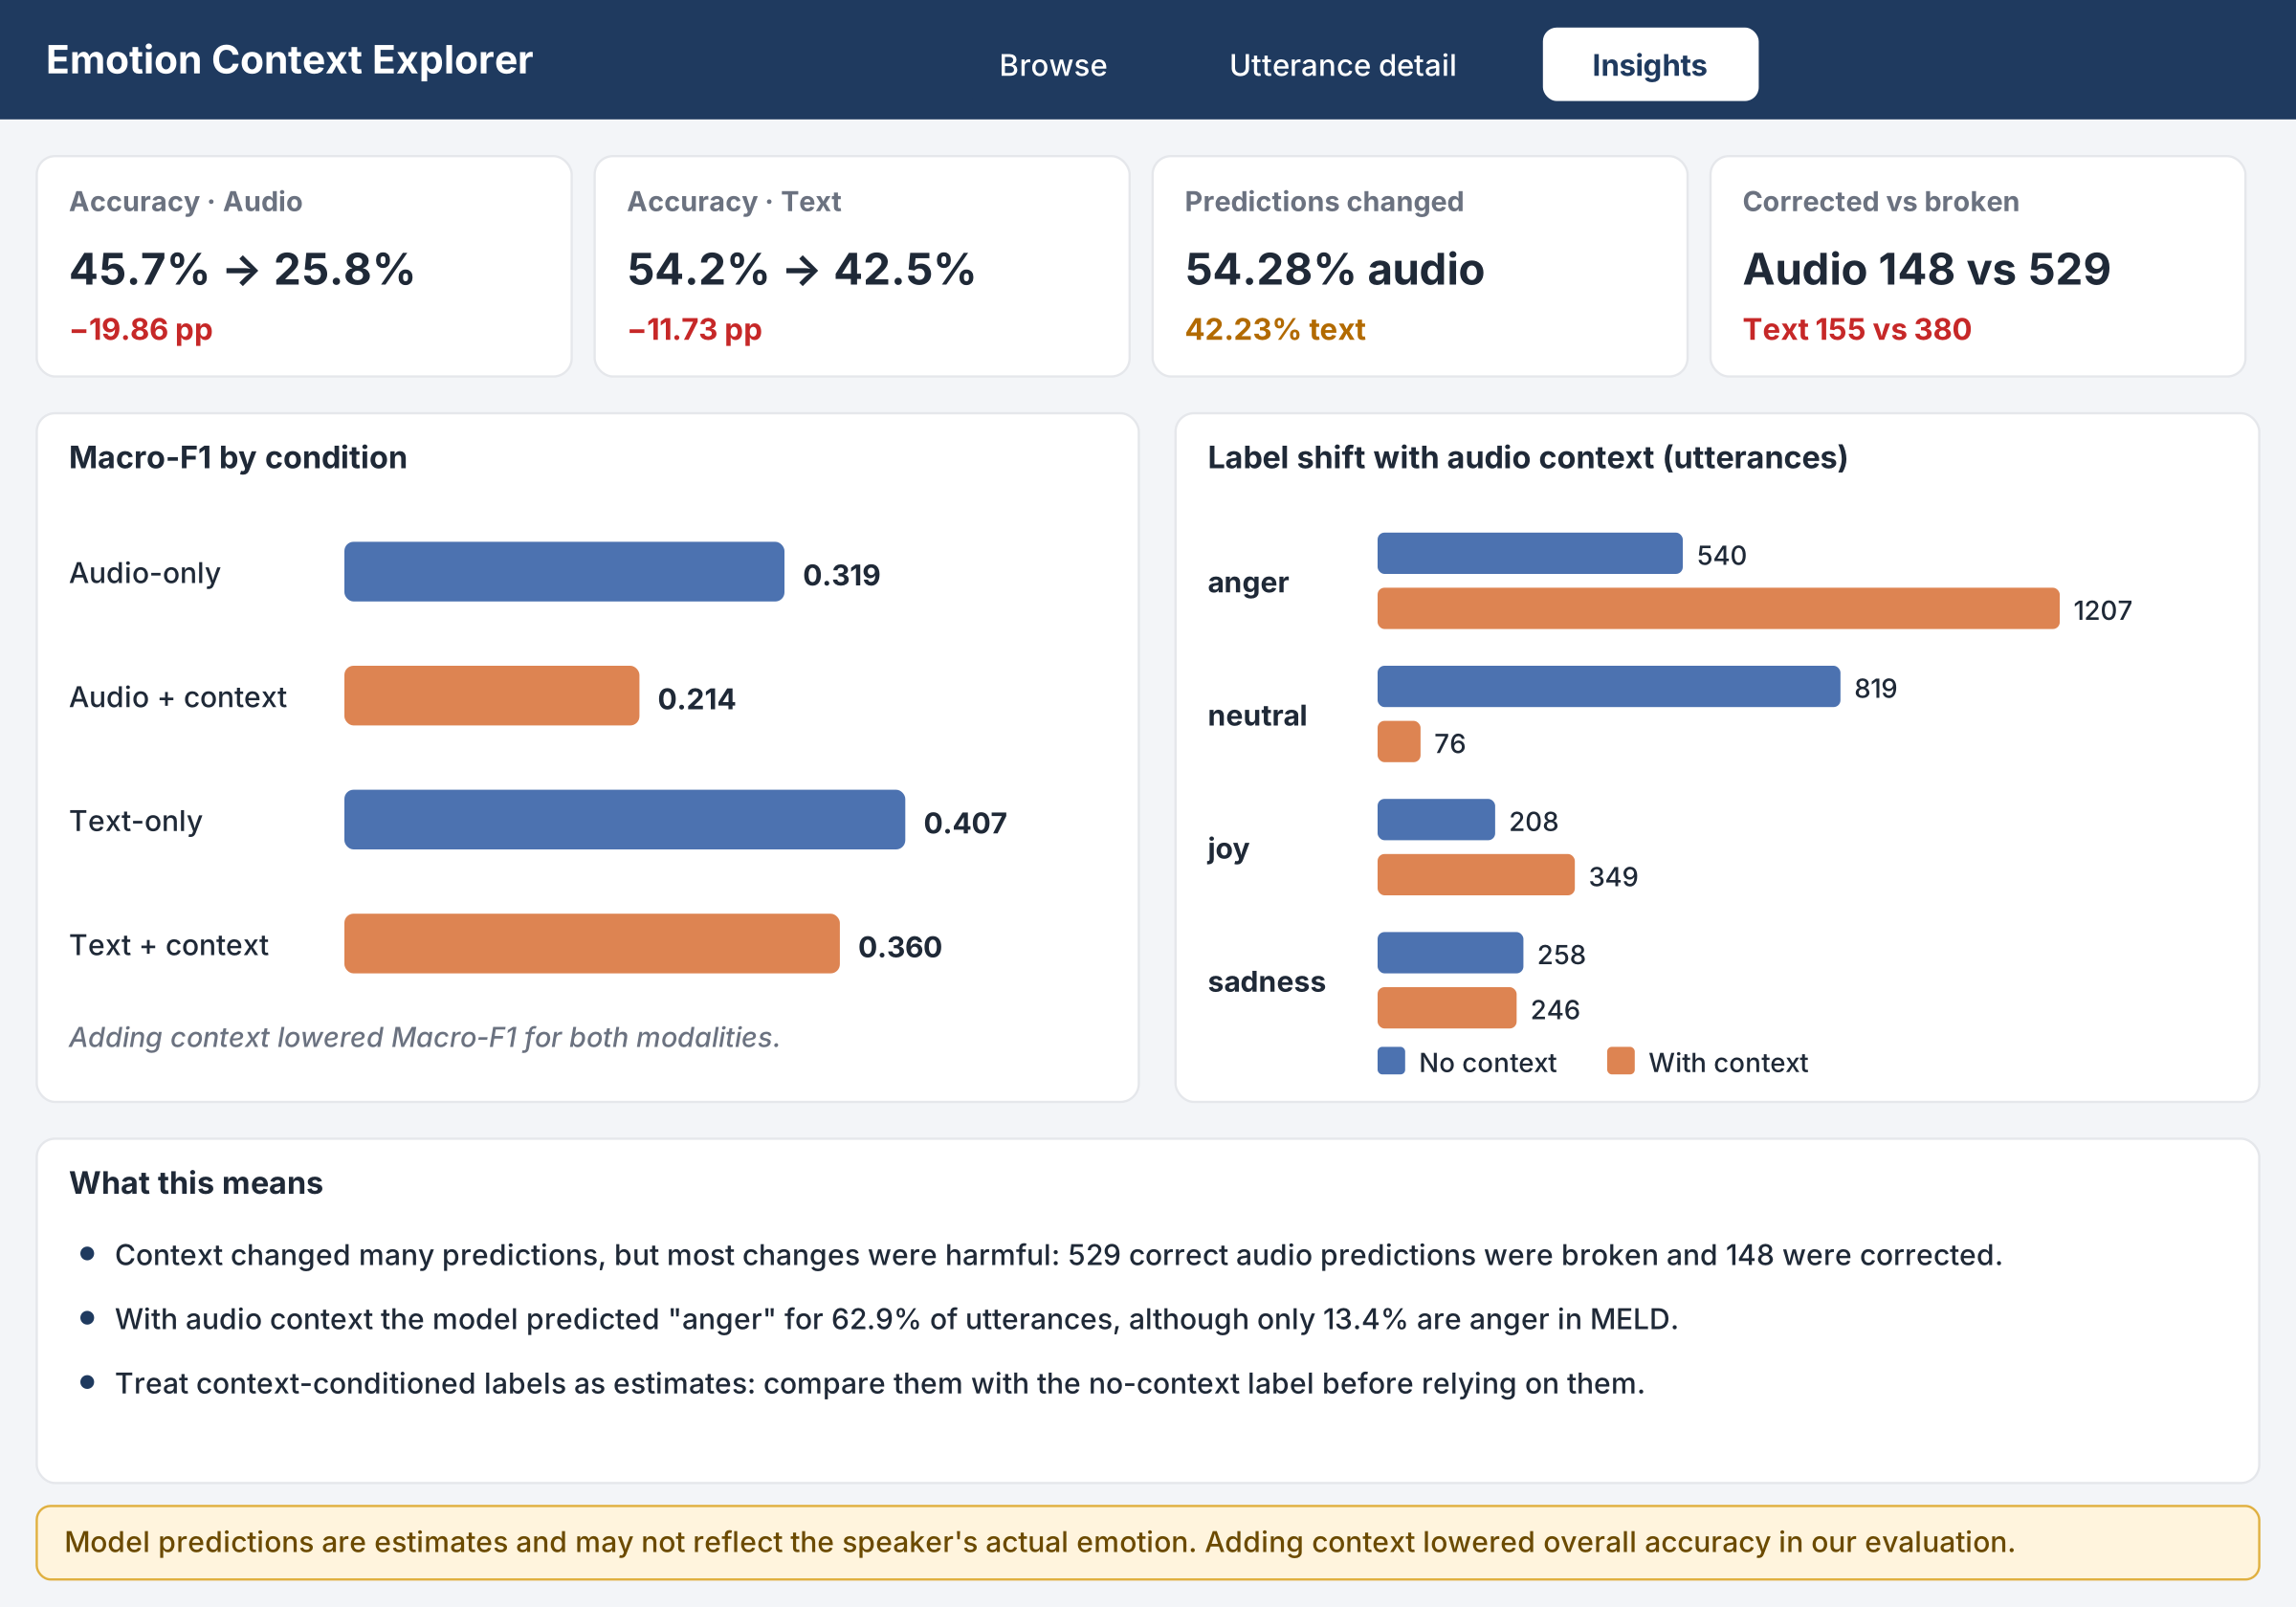 Emotion Context Explorer
Browse
Utterance detail
Insights
Accuracy · Audio
45.7% → 25.8%
−19.86 pp
Accuracy · Text
54.2% → 42.5%
−11.73 pp
Predictions changed
54.28% audio
42.23% text
Corrected vs broken
Audio 148 vs 529
Text 155 vs 380
Macro-F1 by condition
Audio-only
0.319
Audio + context
0.214
Text-only
0.407
Text + context
0.360
Adding context lowered Macro-F1 for both modalities.
Label shift with audio context (utterances)
anger
540
1207
neutral
819
76
joy
208
349
sadness
258
246
No context
With context
What this means
Context changed many predictions, but most changes were harmful: 529 correct audio predictions were broken and 148 were corrected.
With audio context the model predicted "anger" for 62.9% of utterances, although only 13.4% are anger in MELD.
Treat context-conditioned labels as estimates: compare them with the no-context label before relying on them.
Model predictions are estimates and may not reflect the speaker's actual emotion. Adding context lowered overall accuracy in our evaluation.